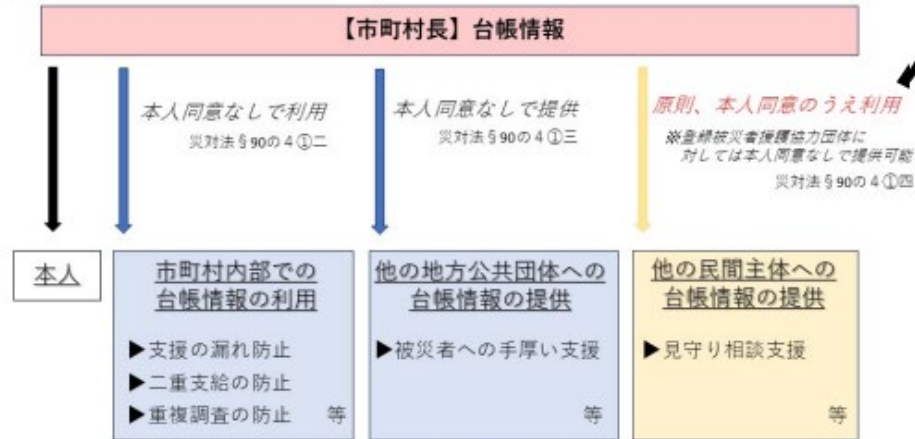 【市町村長】台帳情報
本人同意なしで利用
災対法§90の4①二
本人同意なしで提供
災対法§90の4①三
原則、本人同意のうえ利用
※登録被災者援護協力団体に
対しては本人同意なしで提供可能
災対法§90の4①四
本人
市町村内部での
台帳情報の利用
▶支援の漏れ防止
▶二重支給の防止
▶重複調査の防止 等
他の地方公共団体への
台帳情報の提供
▶被災者への手厚い支援
等
他の民間主体への
台帳情報の提供
▶見守り相談支援
等